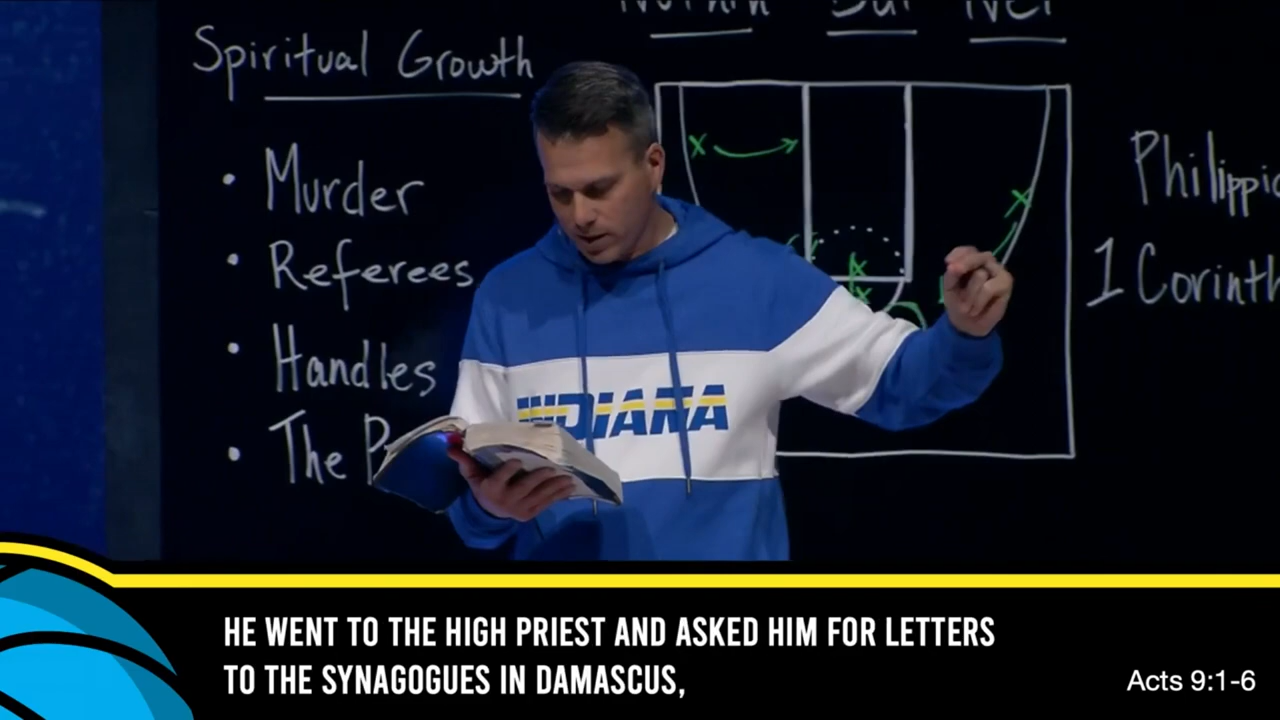 Spiritual Growth
• Murder
• Referees
• Handles
• The
Philippi
1 Corinth
INDIANA
HE WENT TO THE HIGH PRIEST AND ASKED HIM FOR LETTERS
TO THE SYNAGOGUES IN DAMASCUS,
Acts 9:1-6